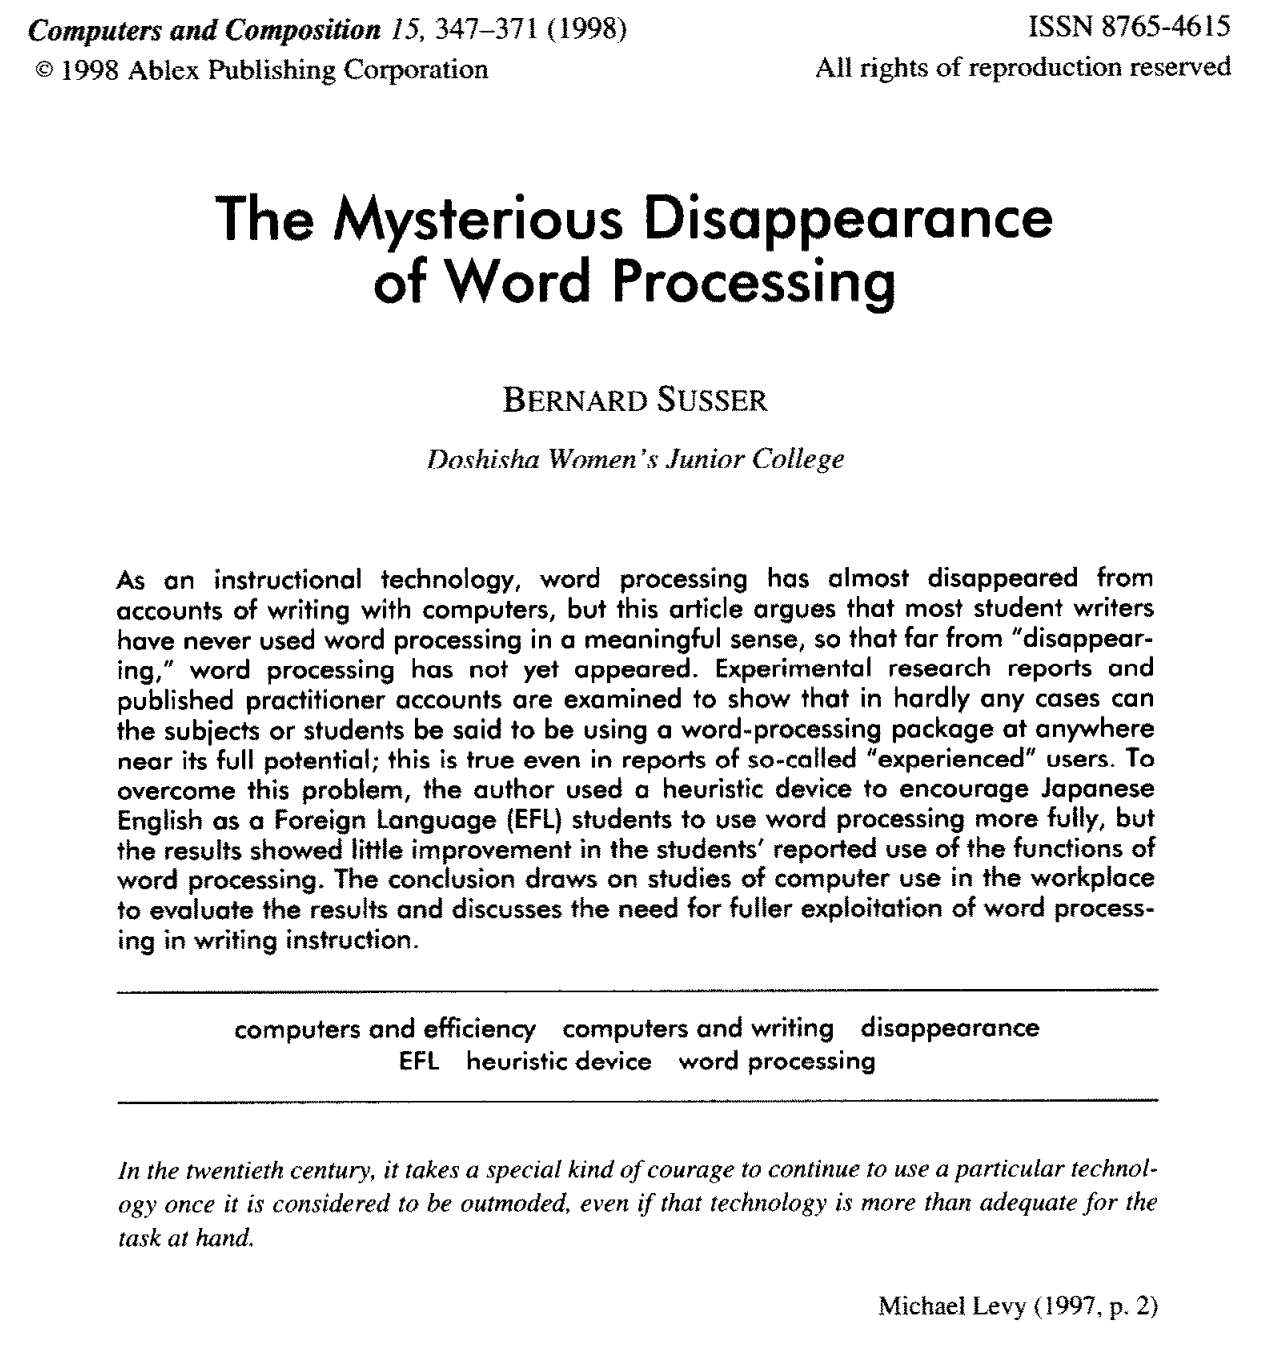 Computers and Composition 15, 347–371 (1998)
ISSN 8765-4615
© 1998 Ablex Publishing Corporation
All rights of reproduction reserved
The Mysterious Disappearance
of Word Processing
BERNARD SUSSER
Doshisha Women's Junior College
As an instructional technology, word processing has almost disappeared from
accounts of writing with computers, but this article argues that most student writers
have never used word processing in a meaningful sense, so that far from "disappear-
ing," word processing has not yet appeared. Experimental research reports and
published practitioner accounts are examined to show that in hardly any cases can
the subjects or students be said to be using a word-processing package at anywhere
near its full potential; this is true even in reports of so-called "experienced" users. To
overcome this problem, the author used a heuristic device to encourage Japanese
English as a Foreign Language (EFL) students to use word processing more fully, but
the results showed little improvement in the students' reported use of the functions of
word processing. The conclusion draws on studies of computer use in the workplace
to evaluate the results and discusses the need for fuller exploitation of word process-
ing in writing instruction.
computers and efficiency computers and writing disappearance
EFL heuristic device word processing
In the twentieth century, it takes a special kind of courage to continue to use a particular technol-
ogy once it is considered to be outmoded, even if that technology is more than adequate for the
task at hand.
Michael Levy (1997, p. 2)